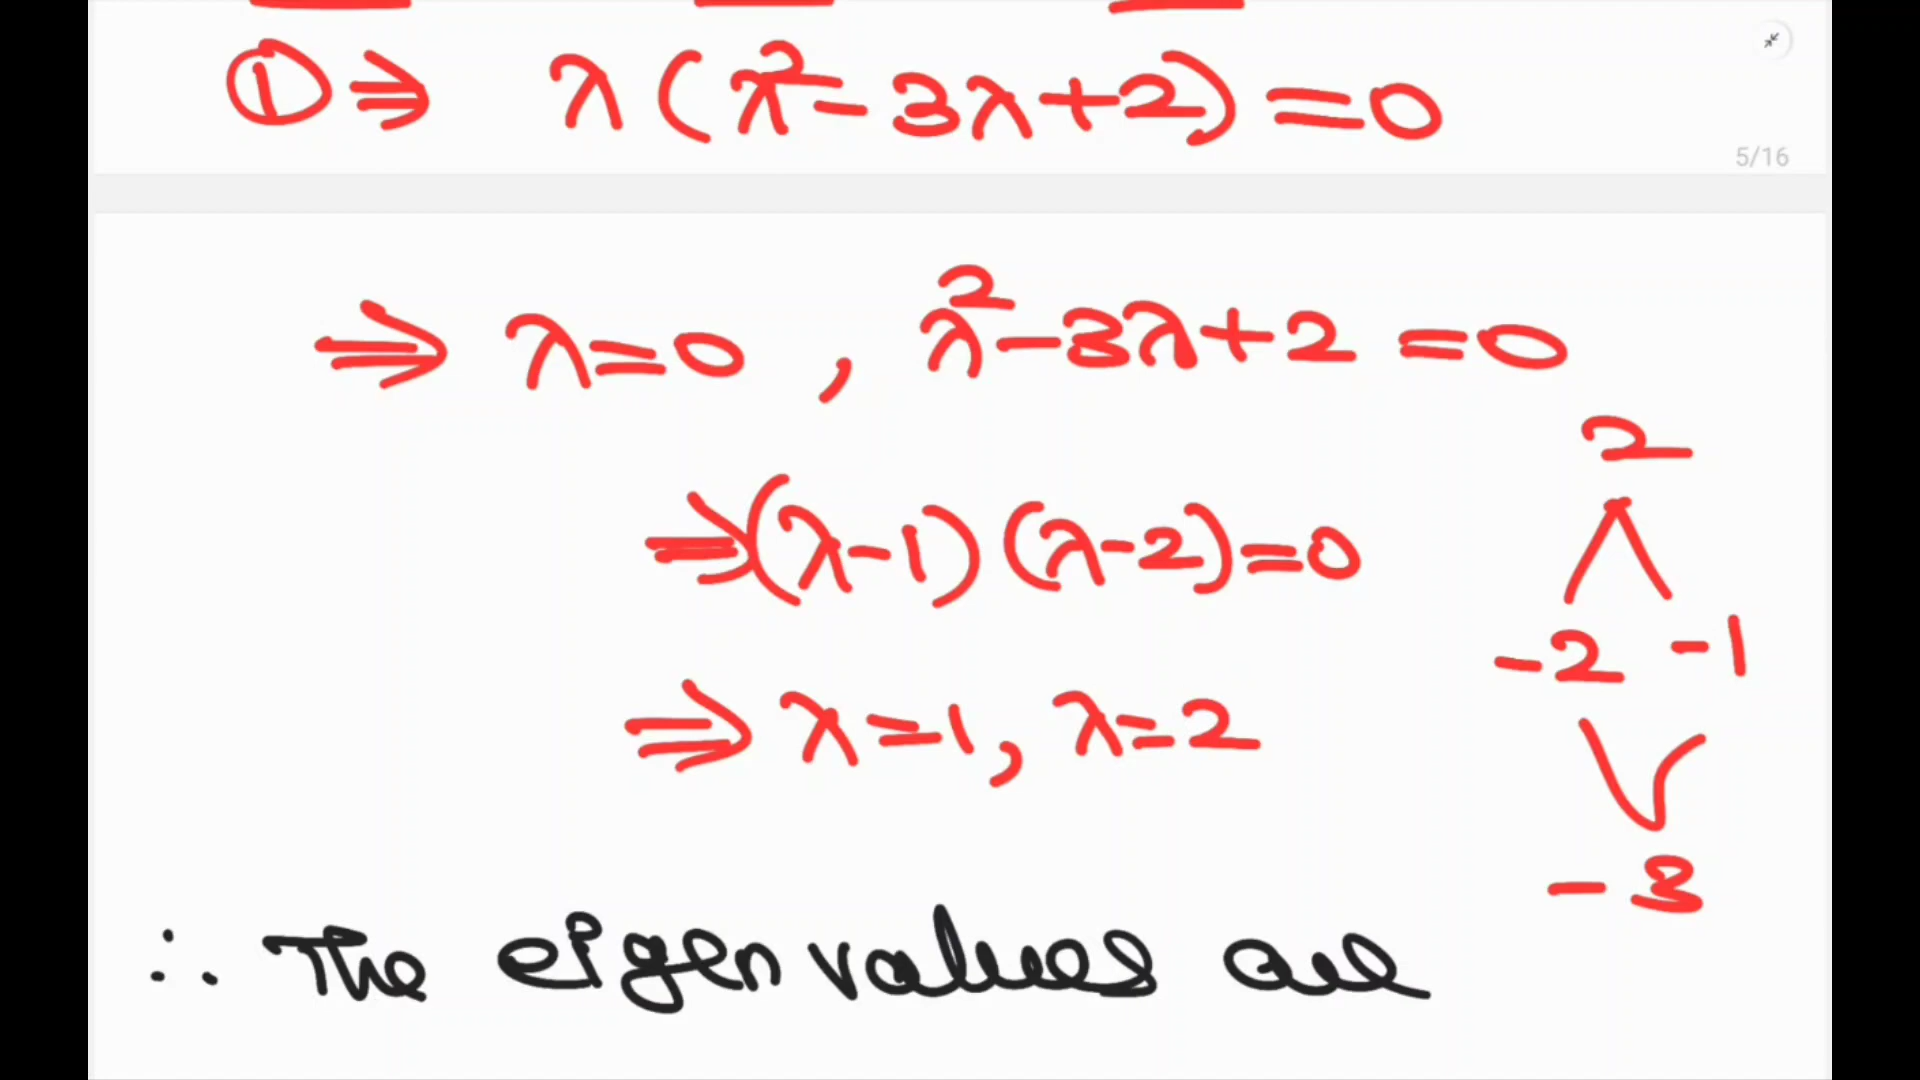 ① ⇒ λ(λ²-3λ+2)=0
5/16
⇒ λ=0 , λ²-3λ+2=0
2
⇒(λ-1)(λ-2)=0
-2 -1
⇒ λ=1, λ=2
-3
∴ The eigen values are